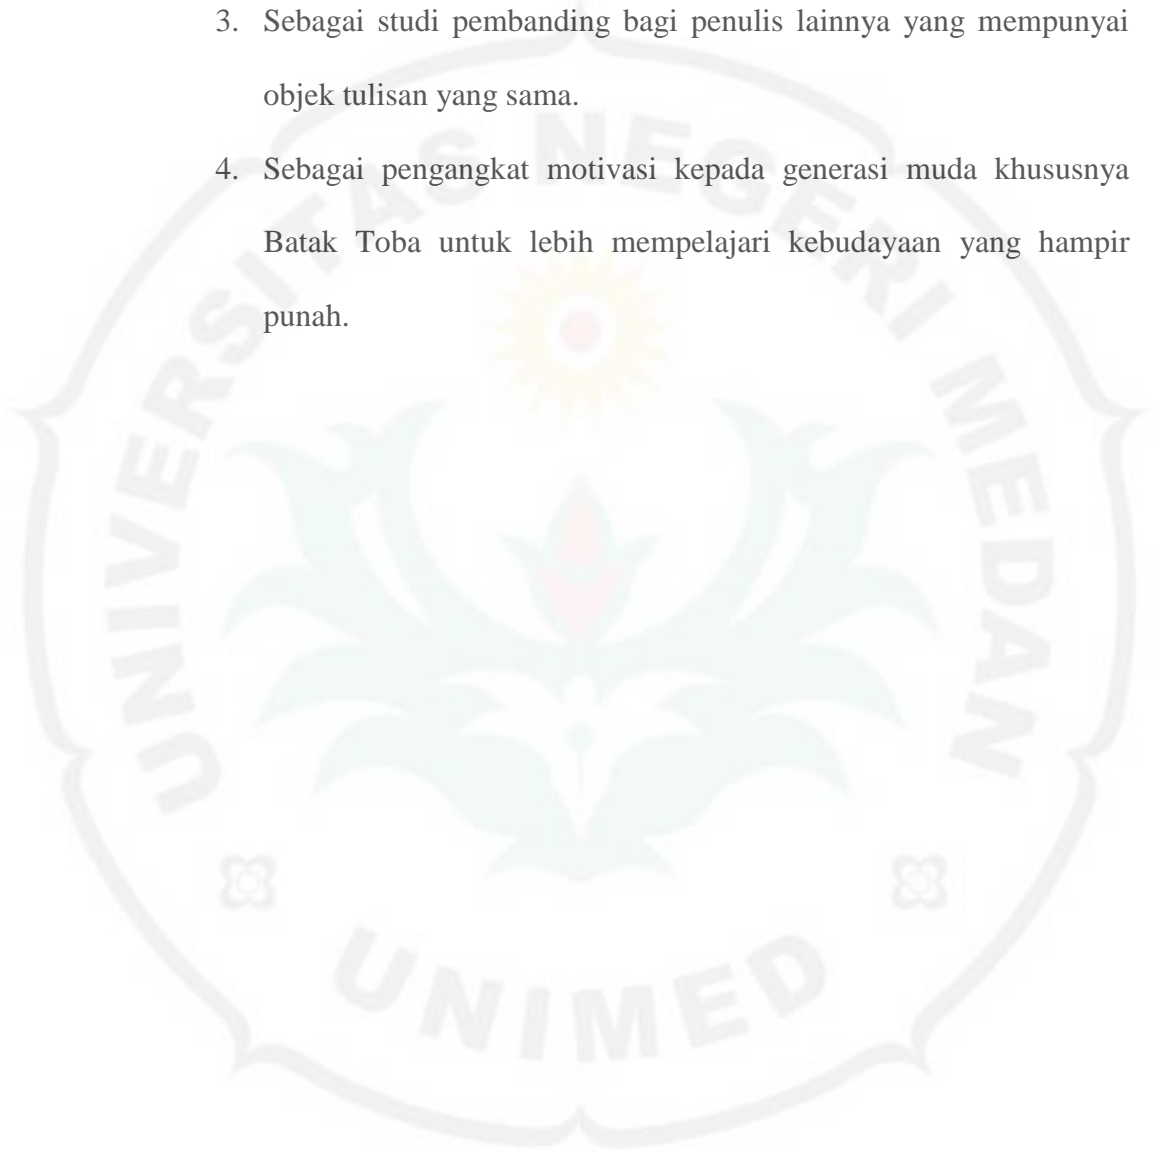 3. Sebagai studi pembanding bagi penulis lainnya yang mempunyai
objek tulisan yang sama.
4. Sebagai pengangkat motivasi kepada generasi muda khususnya
Batak Toba untuk lebih mempelajari kebudayaan yang hampir
punah.
UNIVERSITAS NEGERI MEDAN
UNIMED